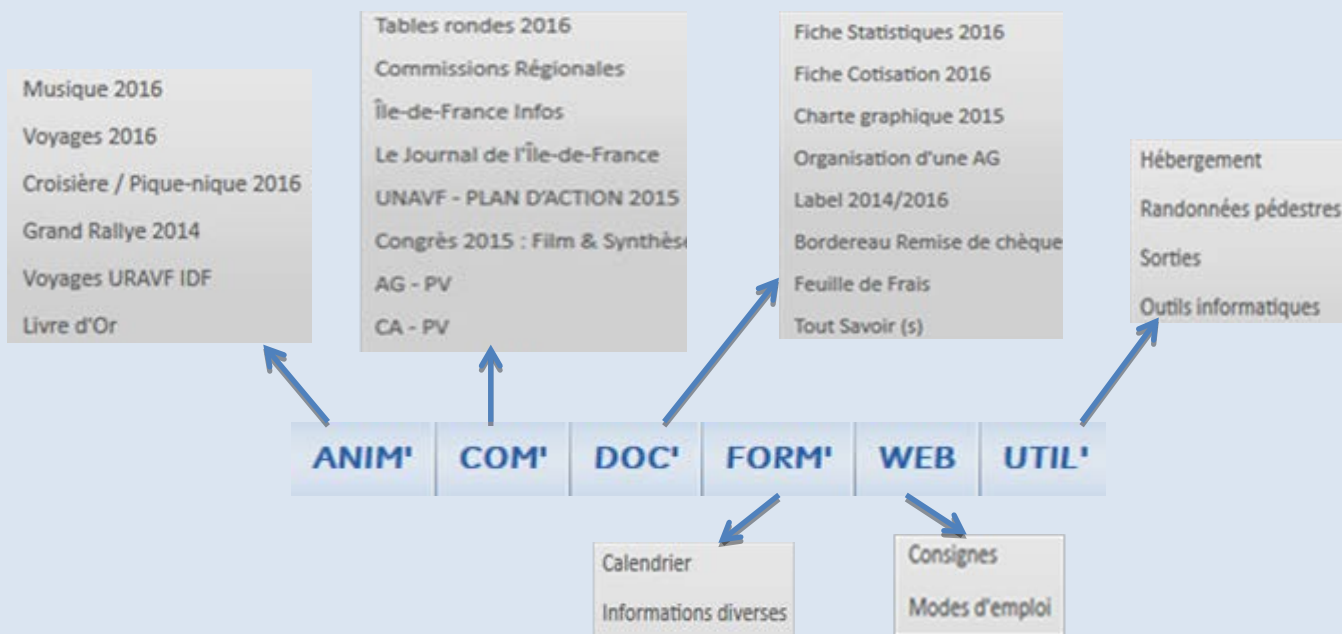 Musique 2016
Voyages 2016
Croisière / Pique-nique 2016
Grand Rallye 2014
Voyages URAVF IDF
Livre d'Or
Tables rondes 2016
Commissions Régionales
Île-de-France Infos
Le Journal de l'Île-de-France
UNAVF - PLAN D'ACTION 2015
Congrès 2015 : Film & Synthèse
AG - PV
CA - PV
Fiche Statistiques 2016
Fiche Cotisation 2016
Charte graphique 2015
Organisation d'une AG
Label 2014/2016
Bordereau Remise de chèque
Feuille de Frais
Tout Savoir (s)
Hébergement
Randonnées pédestres
Sorties
Outils informatiques
ANIM' COM' DOC' FORM' WEB UTIL'
Calendrier
Informations diverses
Consignes
Modes d'emploi